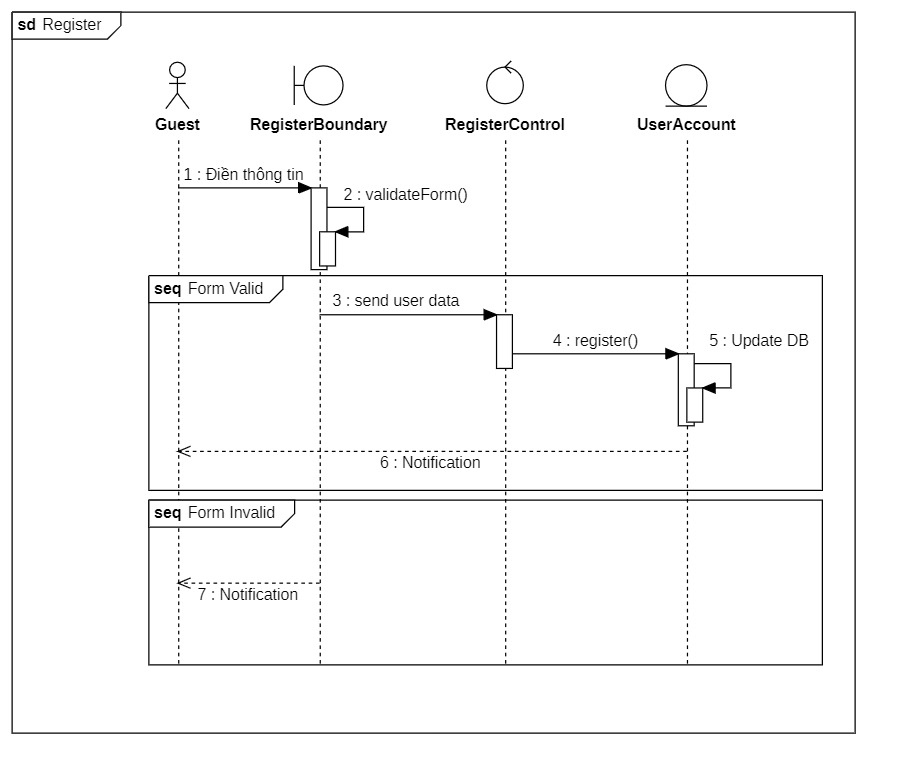 sd Register
Guest
RegisterBoundary
RegisterControl
UserAccount
1 : Điền thông tin
2 : validateForm()
seq Form Valid
3 : send user data
4 : register()
5 : Update DB
6 : Notification
seq Form Invalid
7 : Notification